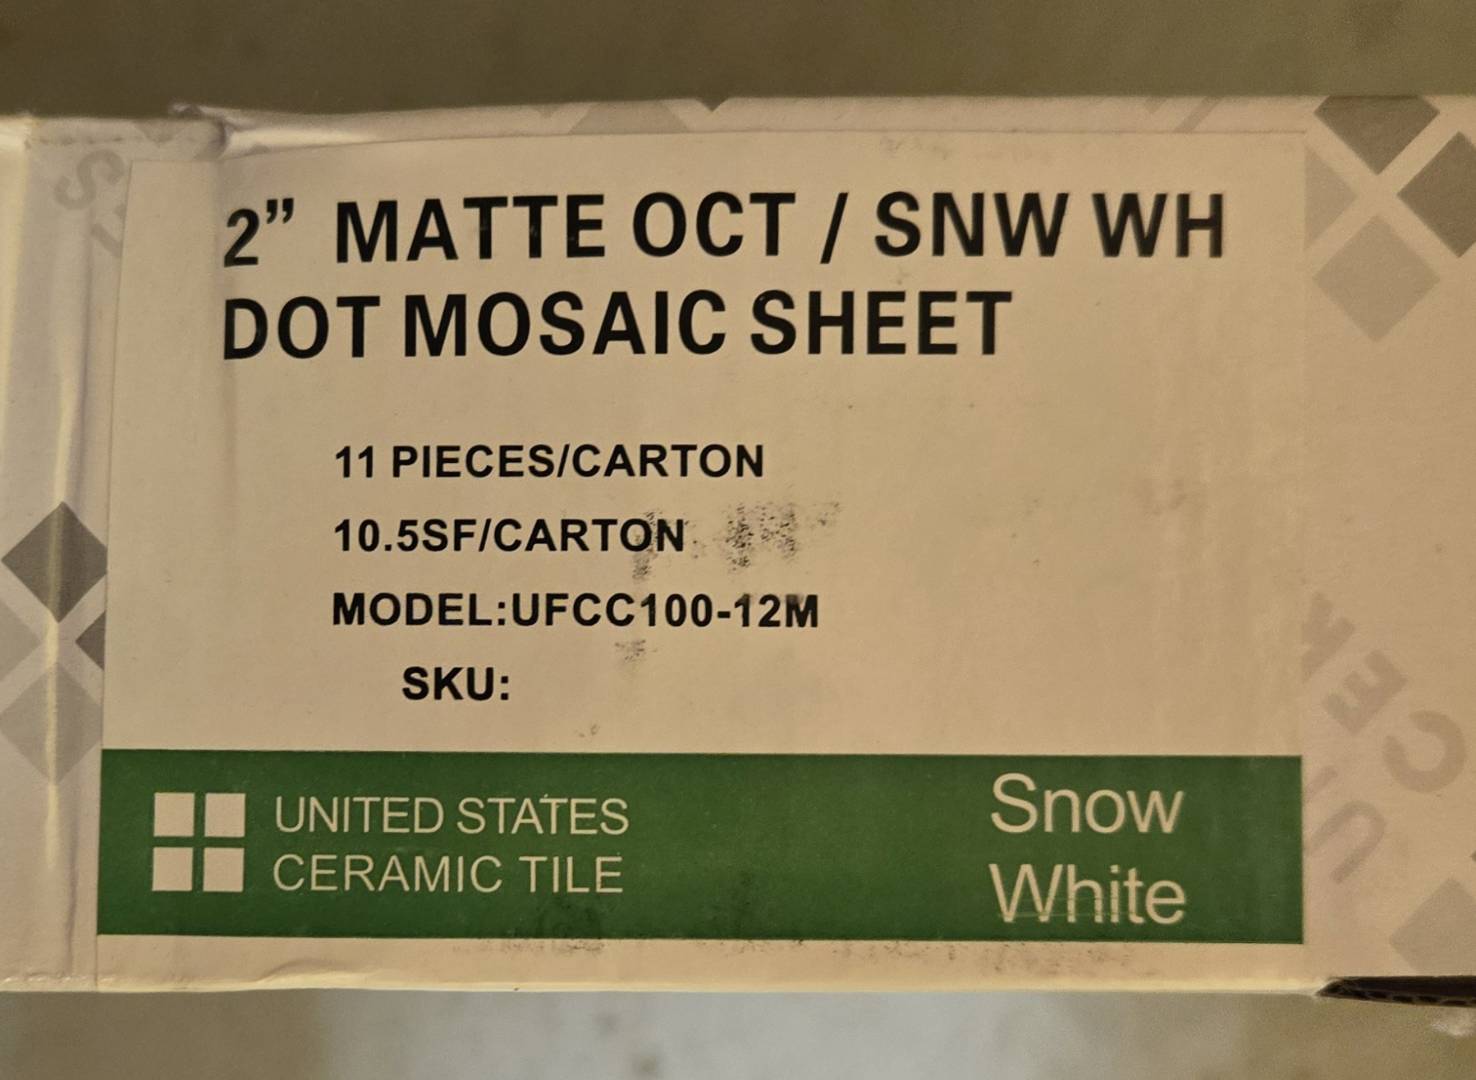 2” MATTE OCT / SNW WH
DOT MOSAIC SHEET
11 PIECES/CARTON
10.5SF/CARTON
MODEL:UFCC100-12M
SKU:
UNITED STATES
CERAMIC TILE
Snow
White